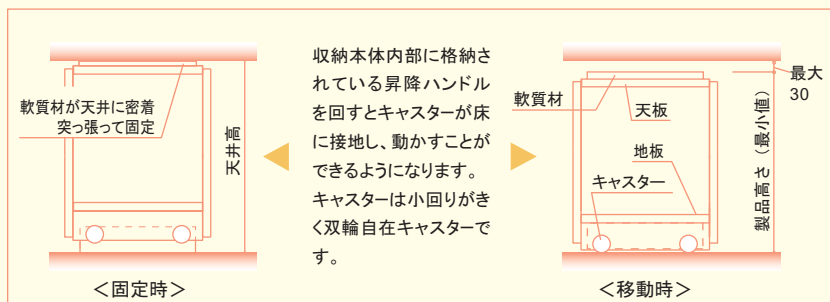 軟質材が天井に密着
突っ張って固定
天井高
<固定時>
収納本体内部に格納さ
れている昇降ハンドル
を回すとキャスターが床
に接地し、動かすことが
できるようになります。
キャスターは小回りがき
く双輪自在キャスターで
す。
軟質材
天板
地板
キャスター
最大
30
製品高さ（最小値）
<移動時>